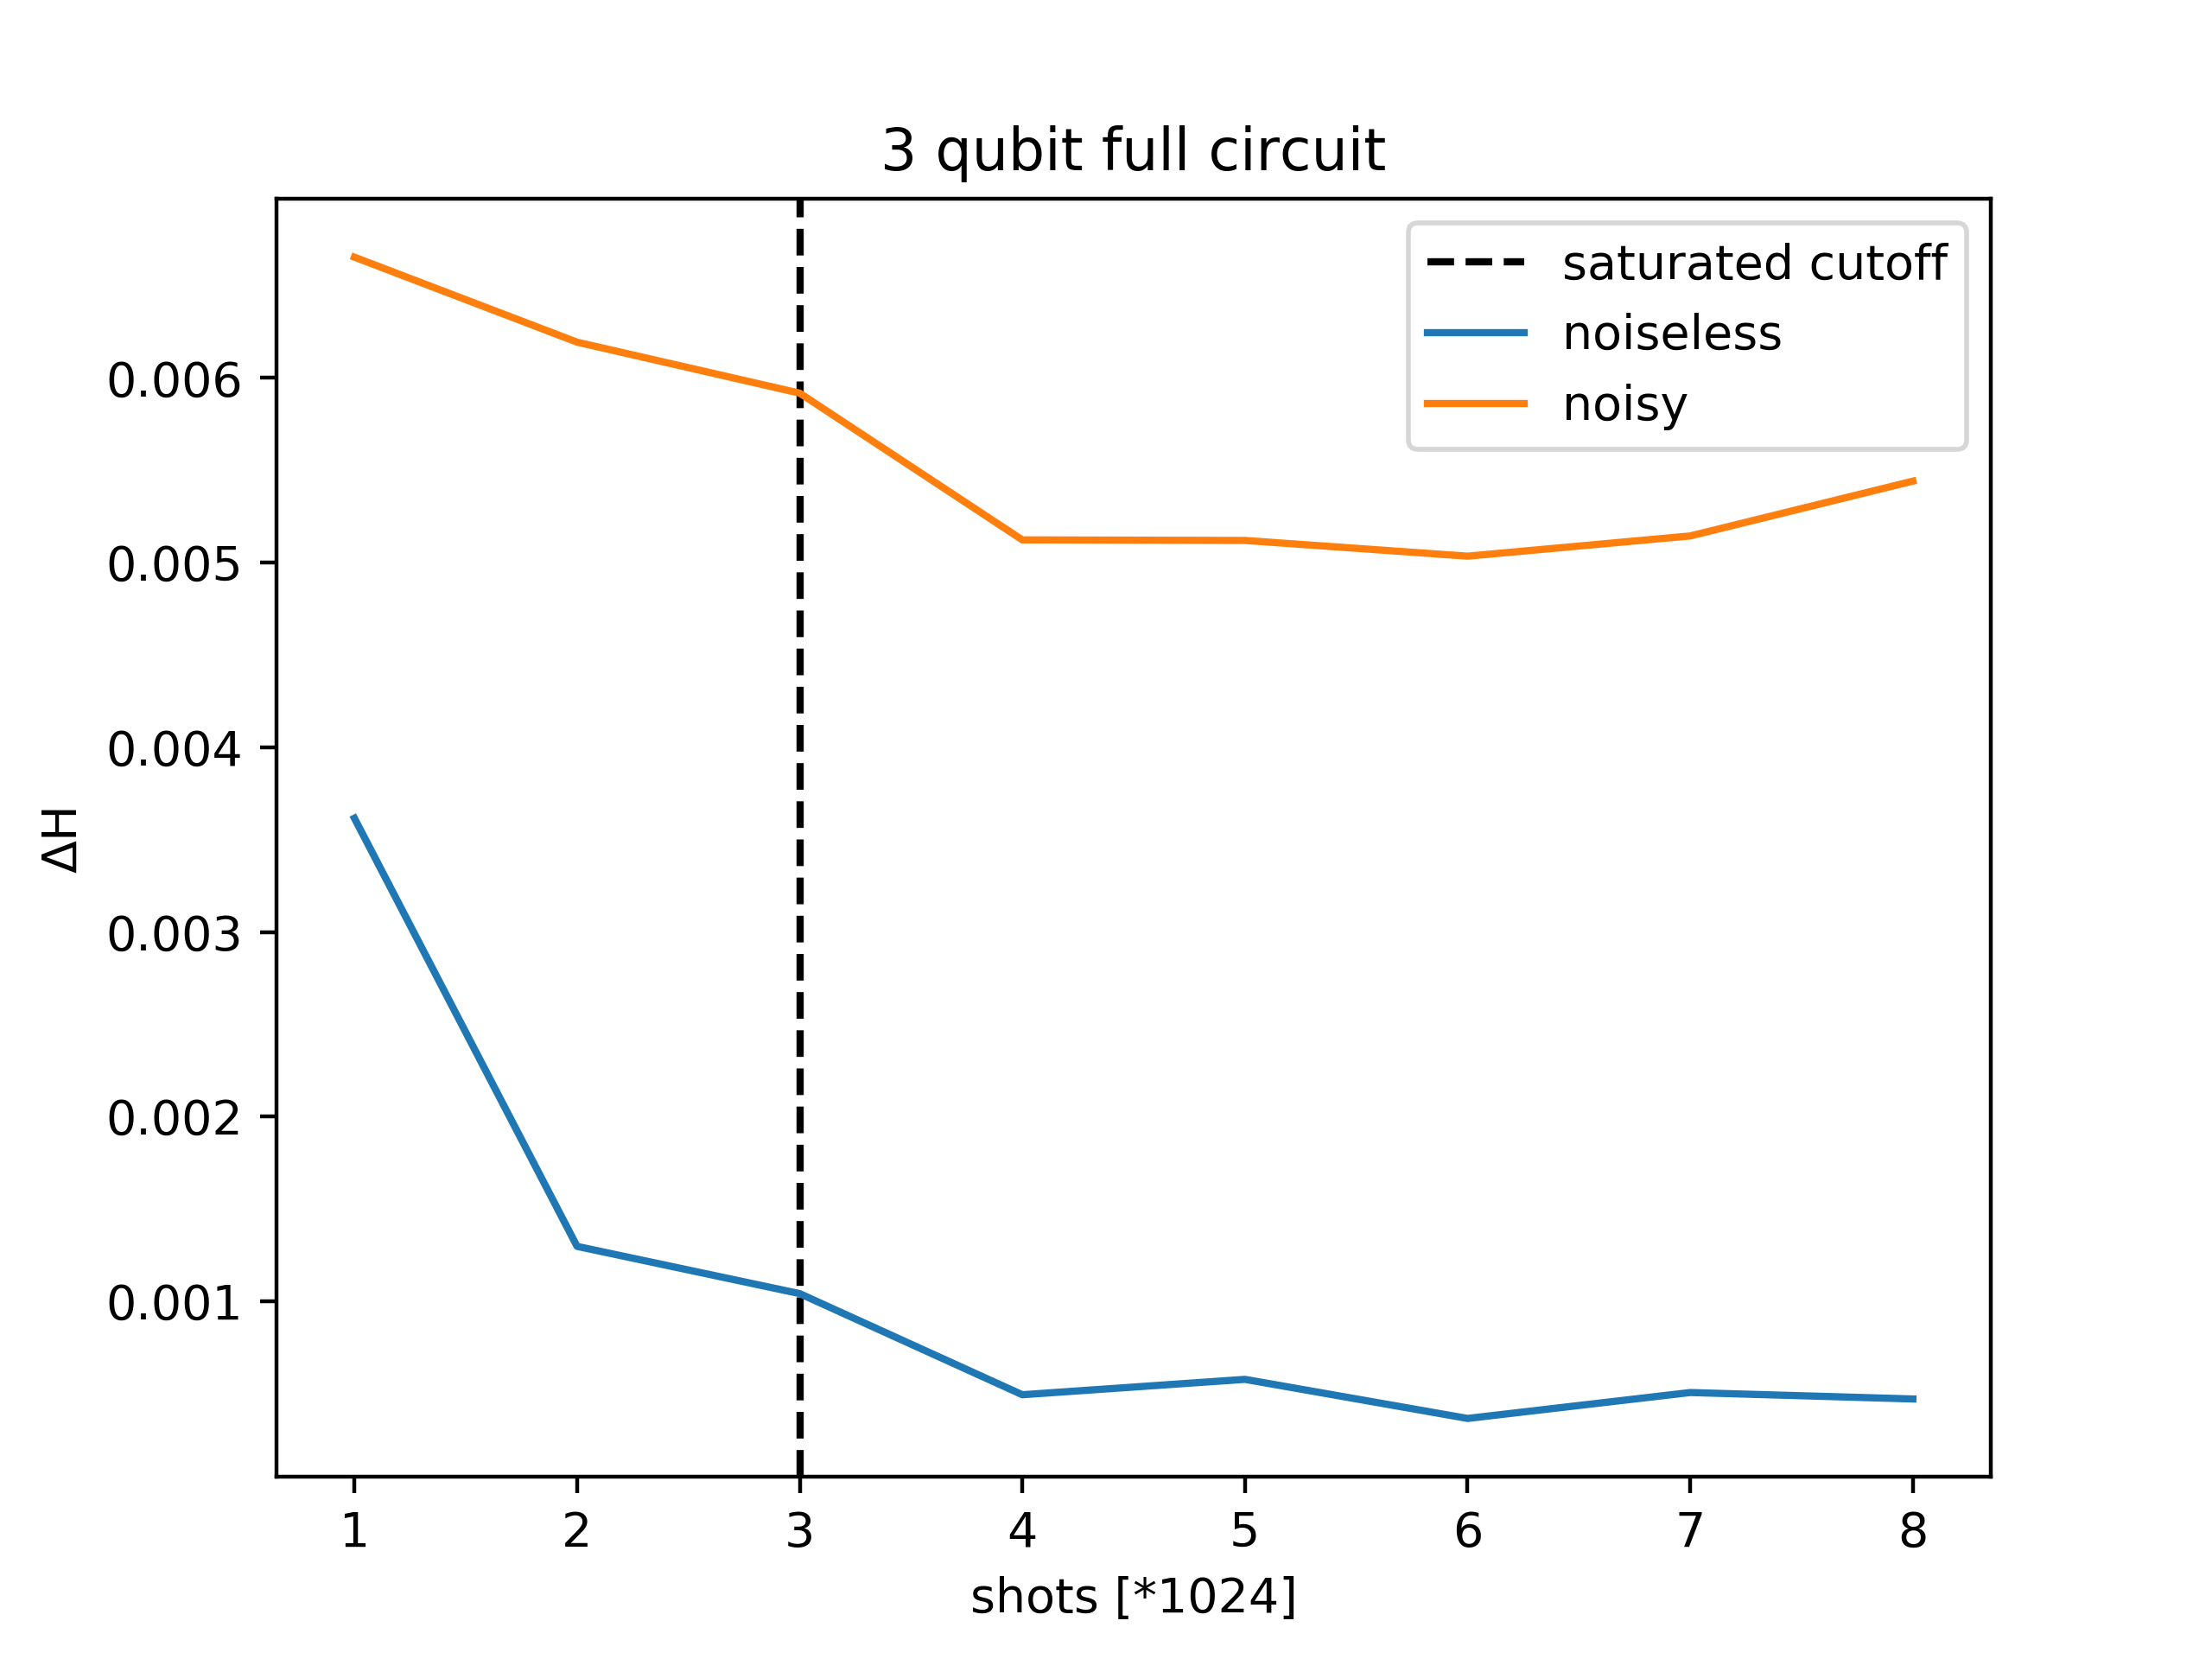 3 qubit full circuit
saturated cutoff
noiseless
noisy
0.006
0.005
0.004
0.003
0.002
0.001
ΔH
1 2 3 4 5 6 7 8
shots [*1024]